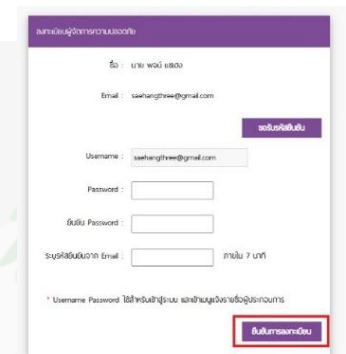 ลงทะเบียนผู้จัดการความปลอดภัย
ชื่อ : นาย พจน์ แซ่ฮง
Email : saehangthree@gmail.com
ขอรับรหัสยืนยัน
Username : saehangthree@gmail.com
Password :
ยืนยัน Password :
ระบุรหัสยืนยันจาก Email : ภายใน 7 นาที
* Username Password ใช้สำหรับเข้าสู่ระบบ และเข้าเมนูแจ้งรายชื่อผู้ประกอบการ
ยืนยันการลงทะเบียน